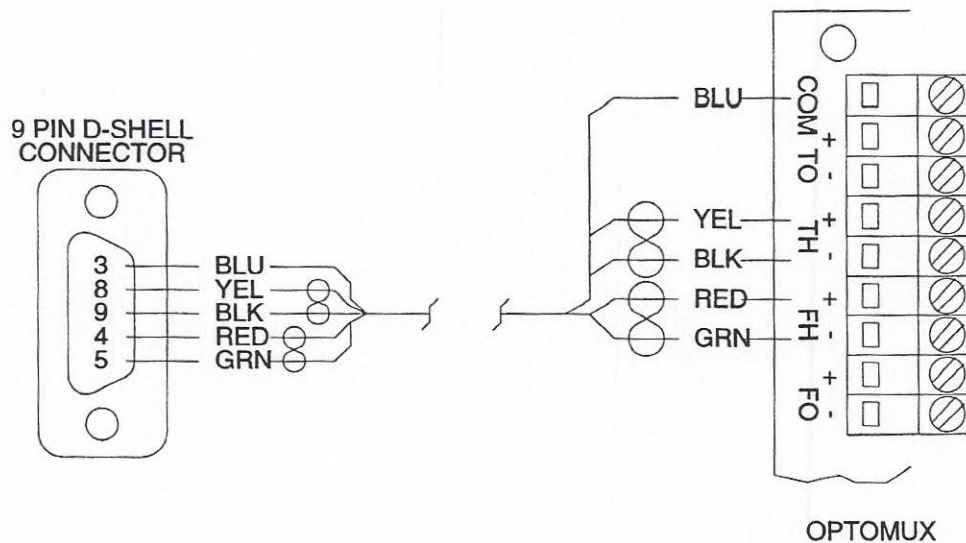 9 PIN D-SHELL
CONNECTOR
3 BLU
8 YEL
9 BLK
4 RED
5 GRN
BLU COM
+
TO
-
YEL +
TH
BLK -
RED +
FH
GRN -
+
FO
-
OPTOMUX